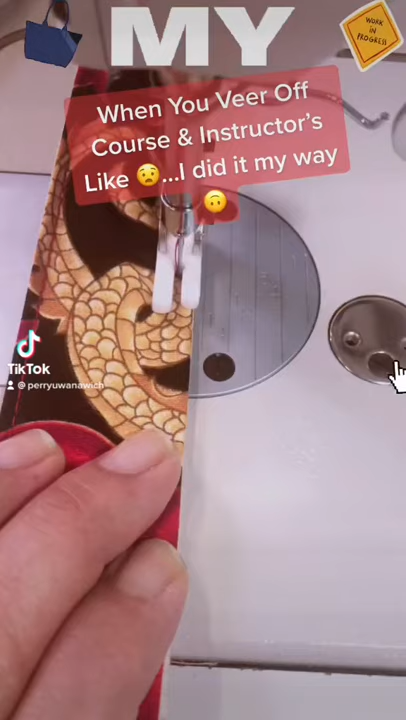 MY
WORK IN
PROGRESS
When You Veer Off
Course & Instructor's
Like 😟...I did it my way
🙃
TikTok
@perryuwanawich